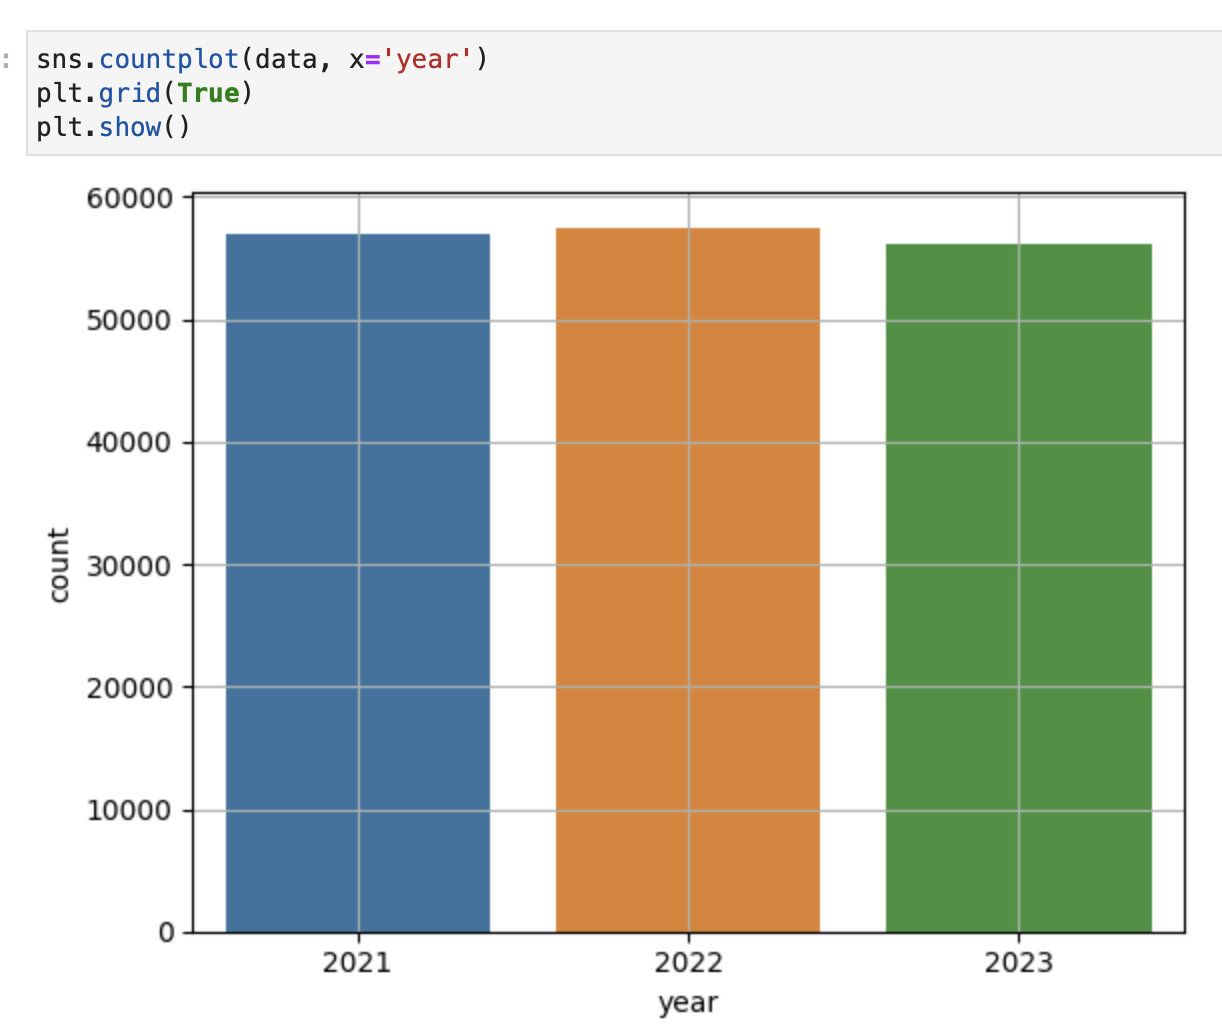 :
sns.countplot(data, x='year')
plt.grid(True)
plt.show()
60000
50000
40000
30000
20000
10000
0
count
2021 2022 2023
year